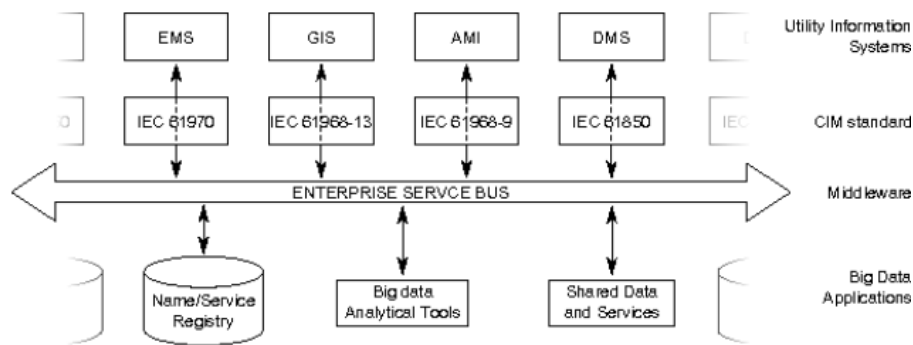 EMS
GIS
AMI
DMS
Utility Information
Systems
IEC 61970
IEC 61968-13
IEC 61968-9
IEC 61850
IEC
CIM standard
ENTERPRISE SERVCE BUS
Middleware
Name/Service
Registry
Big data
Analytical Tools
Shared Data
and Services
Big Data
Applications